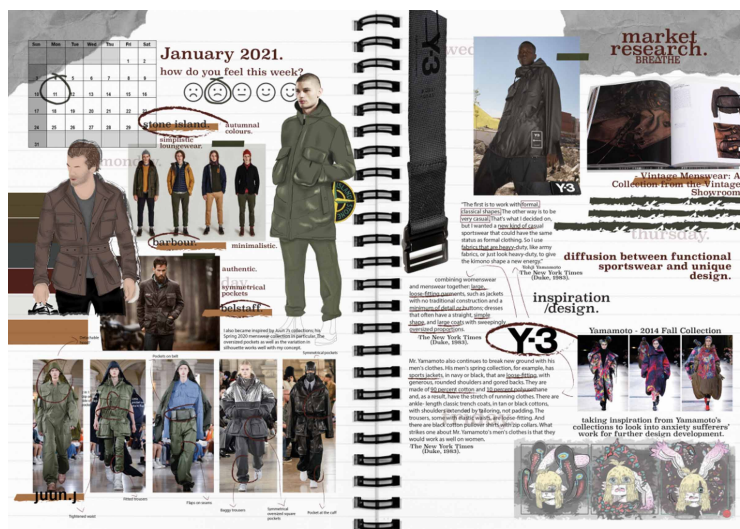 January 2021.
how do you feel this week?
Sun Mon Tue Wed Thu Fri Sat
1 2
3 4 5 6 7 8 9
10 11 12 13 14 15 16
17 18 19 20 21 22 23
24 25 26 27 28 29 30
31
stone island.
autumnal
colours.
simplistic
loungewear.
monday.
barbour.
minimalistic.
authentic.
symmetrical
pockets
belstaff.
I also became inspired by Juun J's collections; his
Spring 2020 menswear collection in particular. The
oversized pockets as well as the variation in
silhouette works well with my concept.
Detachable
Pockets on belt
Symmetrical pockets
juun.j
Tightened waist
fitted trousers
Flaps on seams
Baggy trousers
Symmetrical
oversized square
pockets
Pocket at the cuff
wed
Y-3
Y-3
market
research.
BREATHE
Vintage Menswear: A
Collection from the Vintage
Showroom
"The first is to work with formal,
classical shapes. The other way is to be
very casual. That's what I decided on,
but I wanted a new kind of casual
sportswear that could have the same
status as formal clothing. So I use
fabrics that are heavy-duty, like army
fabrics, or just look heavy-duty, to give
the kimono shape a new energy."
Yohji Yamamoto
The New York Times
(Duke, 1983).
thursday.
diffusion between functional
sportswear and unique
design.
combining womenswear
and menswear together: large,
loose-fitting garments, such as jackets
with no traditional construction and a
minimum of detail or buttons; dresses
that often have a straight, simple
shape, and large coats with sweepingly
oversized proportions.
The New York Times
(Duke, 1983).
inspiration
/design.
Y-3
Yamamoto - 2014 Fall Collection
Mr. Yamamoto also continues to break new ground with his
men's clothes. His men's spring collection, for example, has
sports jackets, in navy or black, that are loose-fitting, with
generous, rounded shoulders and gored backs. They are
made of 90 percent cotton and 10 percent polyurethane
and, as a result, have the stretch of running clothes. There are
ankle- length classic trench coats, in tan or black cottons,
with shoulders extended by tailoring, not padding. The
trousers, some with elastic waists, are loose-fitting. And
there are black cotton pullover shirts with zip collars. What
strikes one about Mr. Yamamoto's men's clothes is that they
would work as well on women.
The New York Times
(Duke, 1983).
taking inspiration from Yamamoto's
collections to look into anxiety sufferers'
work for further design development.